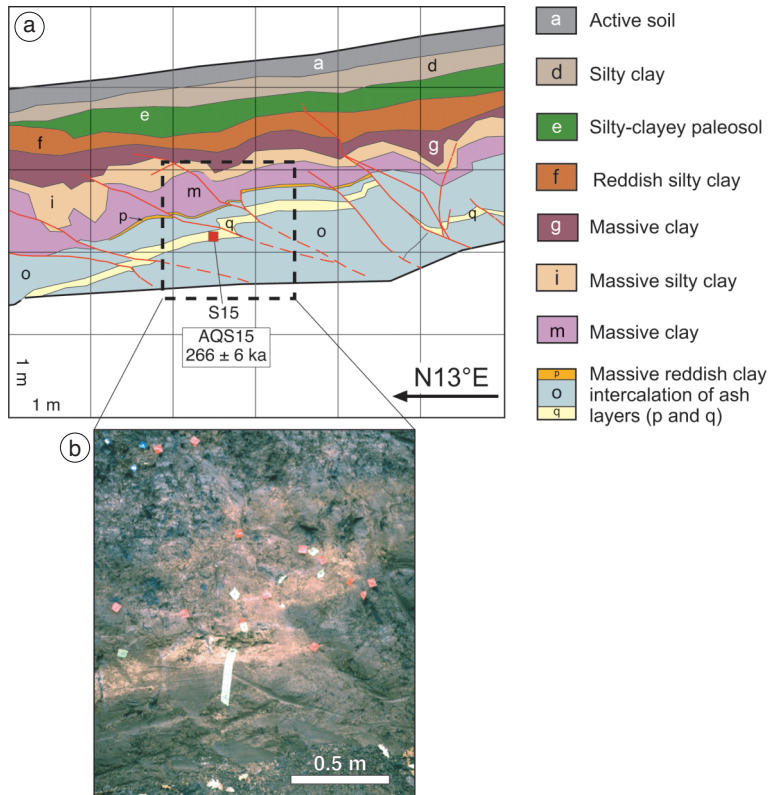 a
a
Active soil
a
d
d
Silty clay
e
e
Silty-clayey paleosol
f
f
Reddish silty clay
g
g
Massive clay
i
i
Massive silty clay
m
m
Massive clay
p
q
q
o
o
p
o
q
Massive reddish clay
intercalation of ash
layers (p and q)
S15
AQS15
266 ± 6 ka
1 m
1 m
N13°E
b
0.5 m